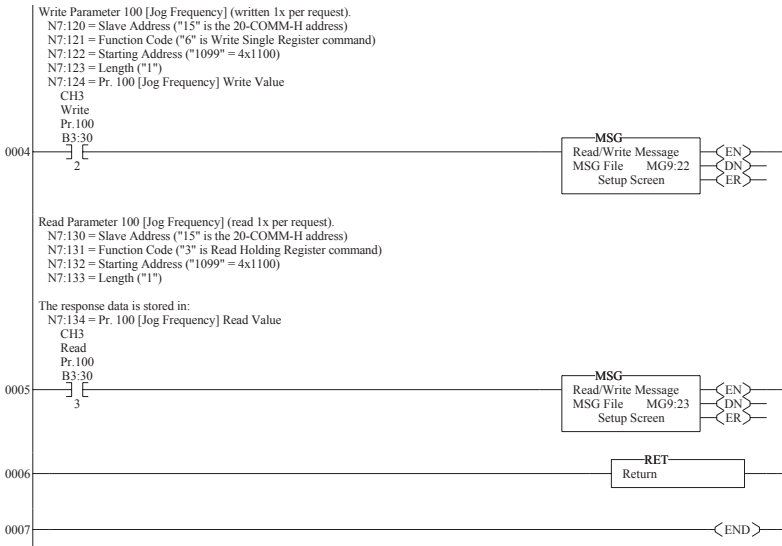 Write Parameter 100 [Jog Frequency] (written 1x per request).
N7:120 = Slave Address ("15" is the 20-COMM-H address)
N7:121 = Function Code ("6" is Write Single Register command)
N7:122 = Starting Address ("1099" = 4x1100)
N7:123 = Length ("1")
N7:124 = Pr. 100 [Jog Frequency] Write Value
CH3
Write
Pr.100
B3:30
2
0004
MSG
Read/Write Message
MSG File MG9:22
Setup Screen
EN
DN
ER
Read Parameter 100 [Jog Frequency] (read 1x per request).
N7:130 = Slave Address ("15" is the 20-COMM-H address)
N7:131 = Function Code ("3" is Read Holding Register command)
N7:132 = Starting Address ("1099" = 4x1100)
N7:133 = Length ("1")
The response data is stored in:
N7:134 = Pr. 100 [Jog Frequency] Read Value
CH3
Read
Pr.100
B3:30
3
0005
MSG
Read/Write Message
MSG File MG9:23
Setup Screen
EN
DN
ER
0006
RET
Return
0007
END